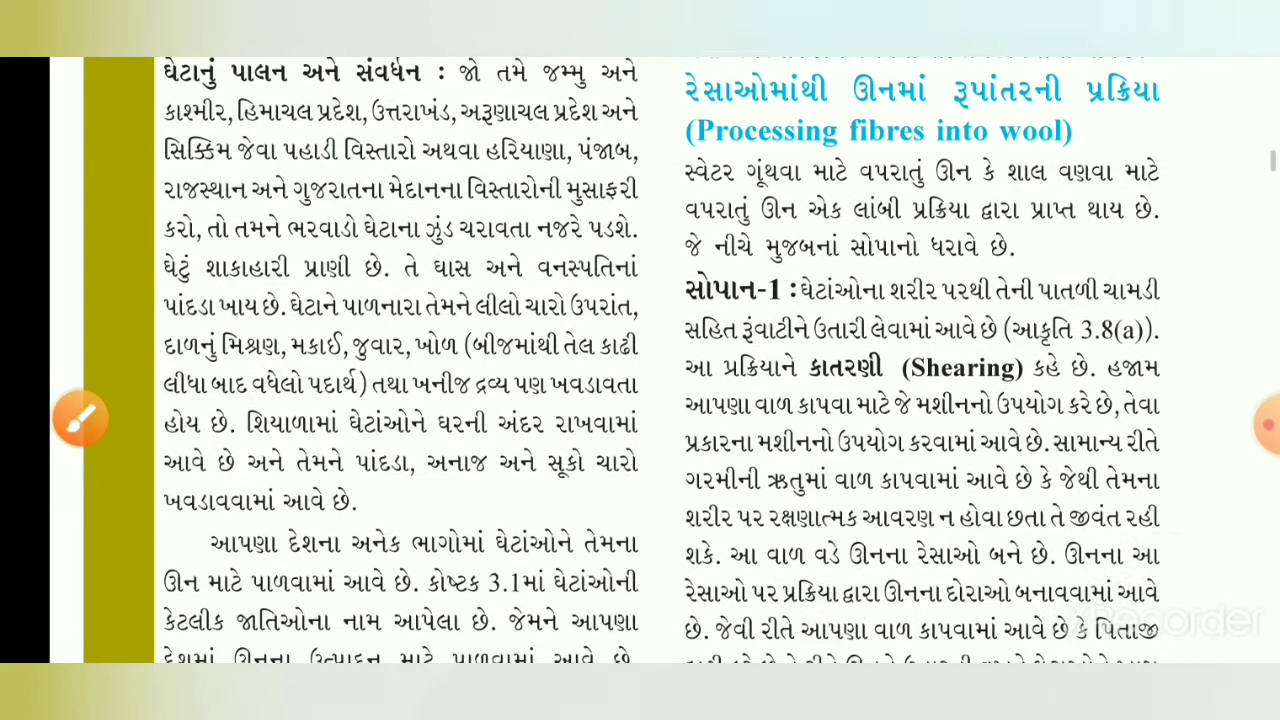 ઘેટાનું પાલન અને સંવર્ધન : જો તમે જમ્મુ અને
કાશ્મીર, હિમાચલ પ્રદેશ, ઉત્તરાખંડ, અરૂણાચલ પ્રદેશ અને
સિક્કિમ જેવા પહાડી વિસ્તારો અથવા હરિયાણા, પંજાબ,
રાજસ્થાન અને ગુજરાતના મેદાનના વિસ્તારોની મુસાફરી
કરો, તો તમને ભરવાડો ઘેટાના ઝુંડ ચરાવતા નજરે પડશે.
ઘેટું શાકાહારી પ્રાણી છે. તે ઘાસ અને વનસ્પતિનાં
પાંદડા ખાય છે. ઘેટાને પાળનારા તેમને લીલો ચારો ઉપરાંત,
દાળનું મિશ્રણ, મકાઈ, જુવાર, ખોળ (બીજમાંથી તેલ કાઢી
લીધા બાદ વધેલો પદાર્થ) તથા ખનીજ દ્રવ્ય પણ ખવડાવતા
હોય છે. શિયાળામાં ઘેટાંઓને ઘરની અંદર રાખવામાં
આવે છે અને તેમને પાંદડા, અનાજ અને સૂકો ચારો
ખવડાવવામાં આવે છે.
આપણા દેશના અનેક ભાગોમાં ઘેટાંઓને તેમના
ઊન માટે પાળવામાં આવે છે. કોષ્ટક 3.1માં ઘેટાંઓની
કેટલીક જાતિઓના નામ આપેલા છે. જેમને આપણા
દેશમાં ઊનના ઉત્પાદન માટે પાળવામાં આવે છે.
રેસાઓમાંથી ઊનમાં રૂપાંતરની પ્રક્રિયા
(Processing fibres into wool)
સ્વેટર ગૂંથવા માટે વપરાતું ઊન કે શાલ વણવા માટે
વપરાતું ઊન એક લાંબી પ્રક્રિયા દ્વારા પ્રાપ્ત થાય છે.
જે નીચે મુજબનાં સોપાનો ધરાવે છે.
સોપાન-1 : ઘેટાંઓના શરીર પરથી તેની પાતળી ચામડી
સહિત રૂંવાટીને ઉતારી લેવામાં આવે છે (આકૃતિ 3.8(a)).
આ પ્રક્રિયાને કાતરણી (Shearing) કહે છે. હજામ
આપણા વાળ કાપવા માટે જે મશીનનો ઉપયોગ કરે છે, તેવા
પ્રકારના મશીનનો ઉપયોગ કરવામાં આવે છે. સામાન્ય રીતે
ગરમીની ઋતુમાં વાળ કાપવામાં આવે છે કે જેથી તેમના
શરીર પર રક્ષણાત્મક આવરણ ન હોવા છતા તે જીવંત રહી
શકે. આ વાળ વડે ઊનના રેસાઓ બને છે. ઊનના આ
રેસાઓ પર પ્રક્રિયા દ્વારા ઊનના દોરાઓ બનાવવામાં આવે
છે. જેવી રીતે આપણા વાળ કાપવામાં આવે છે કે પિતાજી
XRecorder